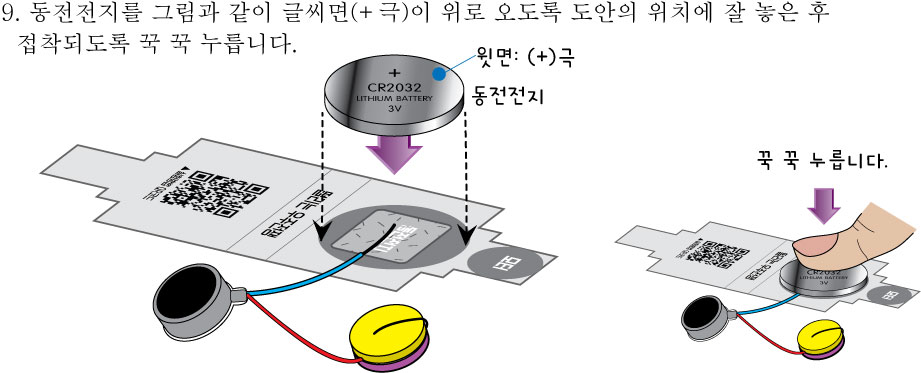 9. 동전전지를 그림과 같이 글씨면(+극)이 위로 오도록 도안의 위치에 잘 놓은 후
접착되도록 꾹 꾹 누릅니다.
윗면: (+)극
+
CR2032
LITHIUM BATTERY
3V
동전전지
꾹 꾹 누릅니다.
CR2032
3V